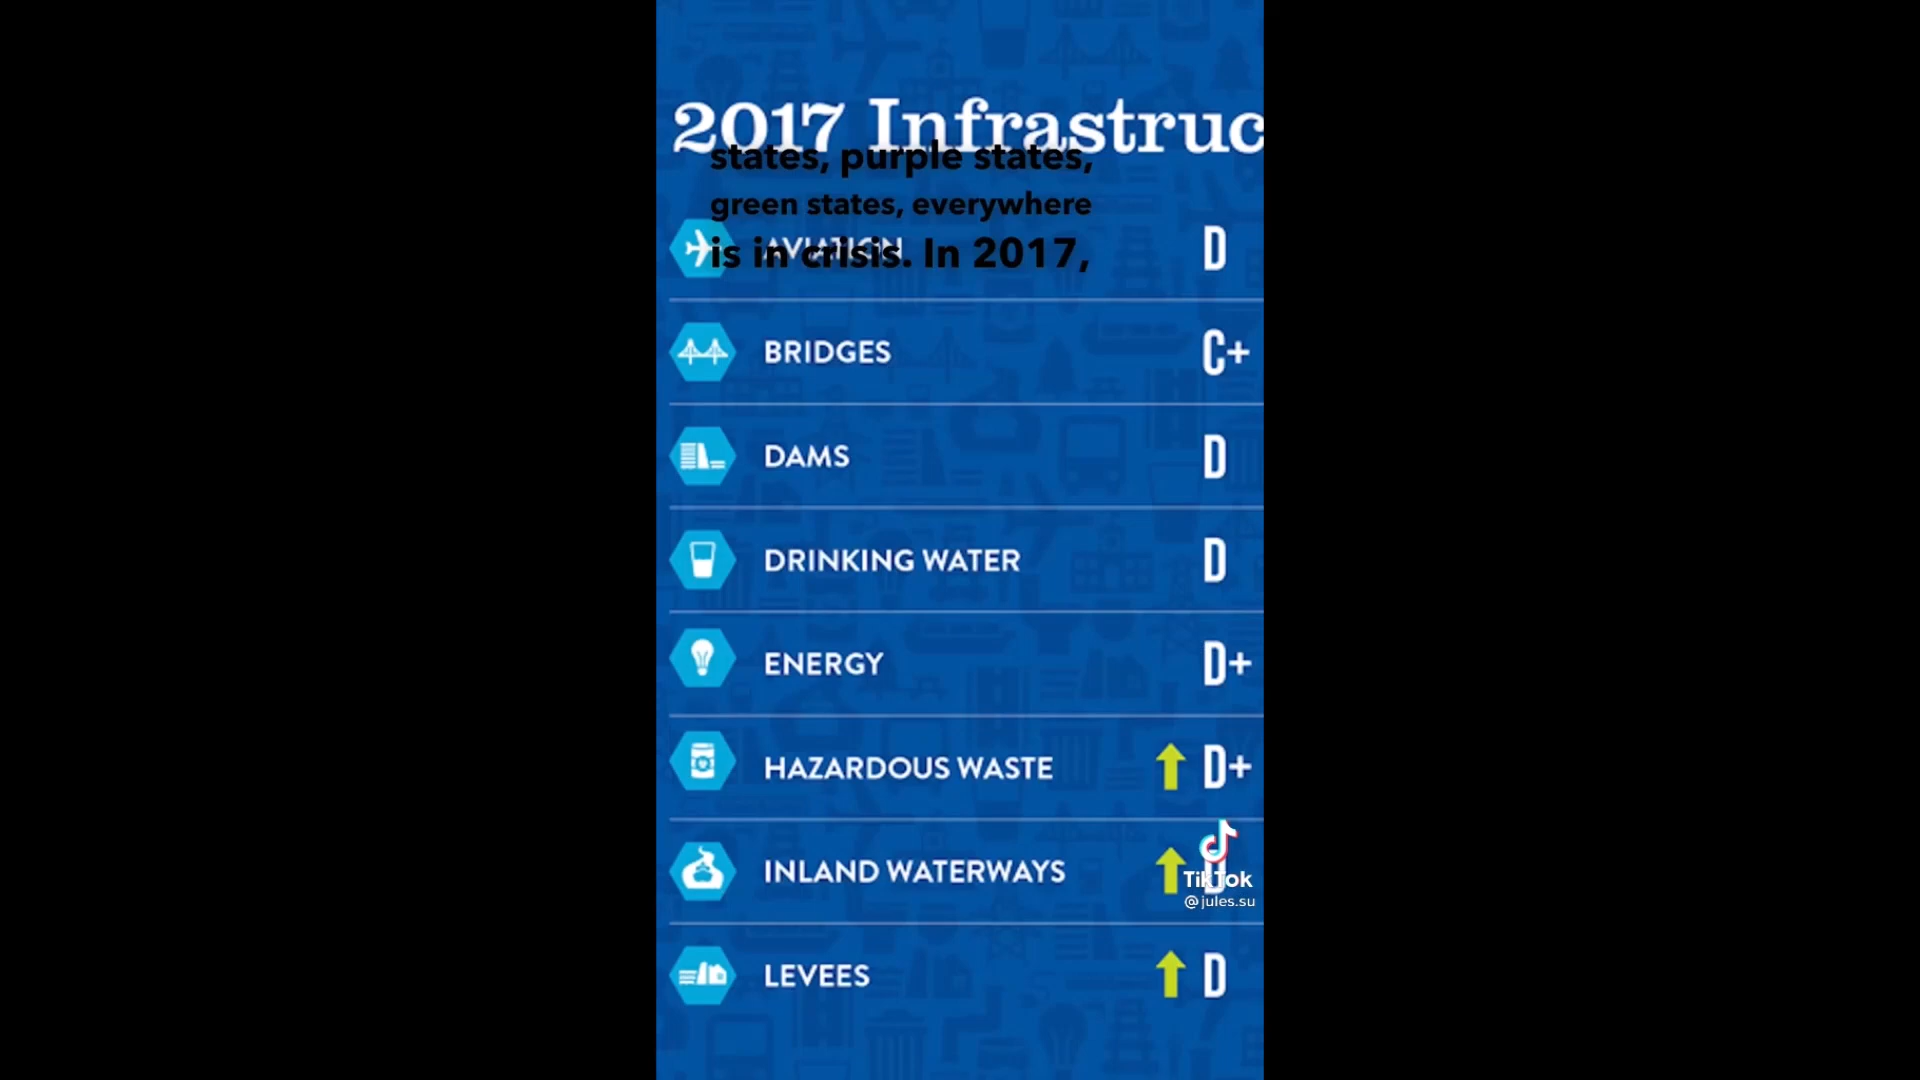 2017 Infrastruc
states, purple states,
green states, everywhere
is in crisis. In 2017,
AVIATION D
BRIDGES C+
DAMS D
DRINKING WATER D
ENERGY D+
HAZARDOUS WASTE D+
INLAND WATERWAYS D
TikTok
@jules.su
LEVEES D